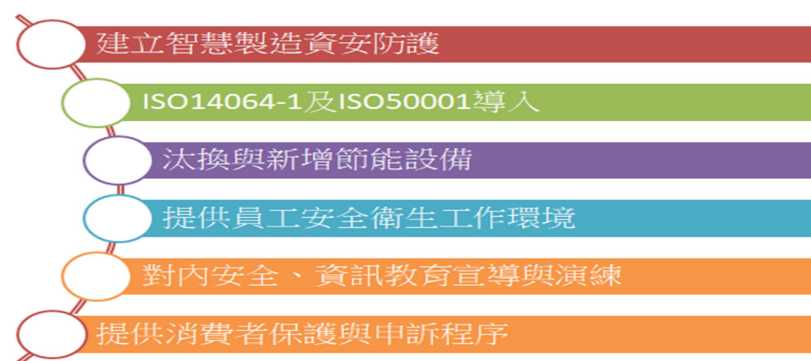 建立智慧製造資安防護
ISO14064-1及ISO50001導入
汰換與新增節能設備
提供員工安全衛生工作環境
對內安全、資訊教育宣導與演練
提供消費者保護與申訴程序